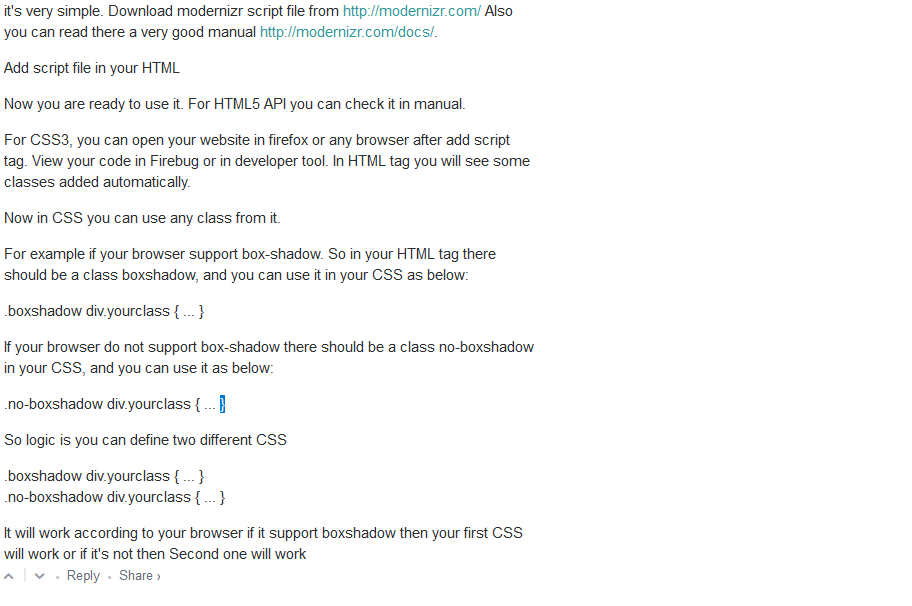 it's very simple. Download modernizr script file from http://modernizr.com/ Also
you can read there a very good manual http://modernizr.com/docs/.
Add script file in your HTML
Now you are ready to use it. For HTML5 API you can check it in manual.
For CSS3, you can open your website in firefox or any browser after add script
tag. View your code in Firebug or in developer tool. In HTML tag you will see some
classes added automatically.
Now in CSS you can use any class from it.
For example if your browser support box-shadow. So in your HTML tag there
should be a class boxshadow, and you can use it in your CSS as below:
.boxshadow div.yourclass { ... }
If your browser do not support box-shadow there should be a class no-boxshadow
in your CSS, and you can use it as below:
.no-boxshadow div.yourclass { ... }
So logic is you can define two different CSS
.boxshadow div.yourclass { ... }
.no-boxshadow div.yourclass { ... }
It will work according to your browser if it support boxshadow then your first CSS
will work or if it's not then Second one will work
Reply • Share ›